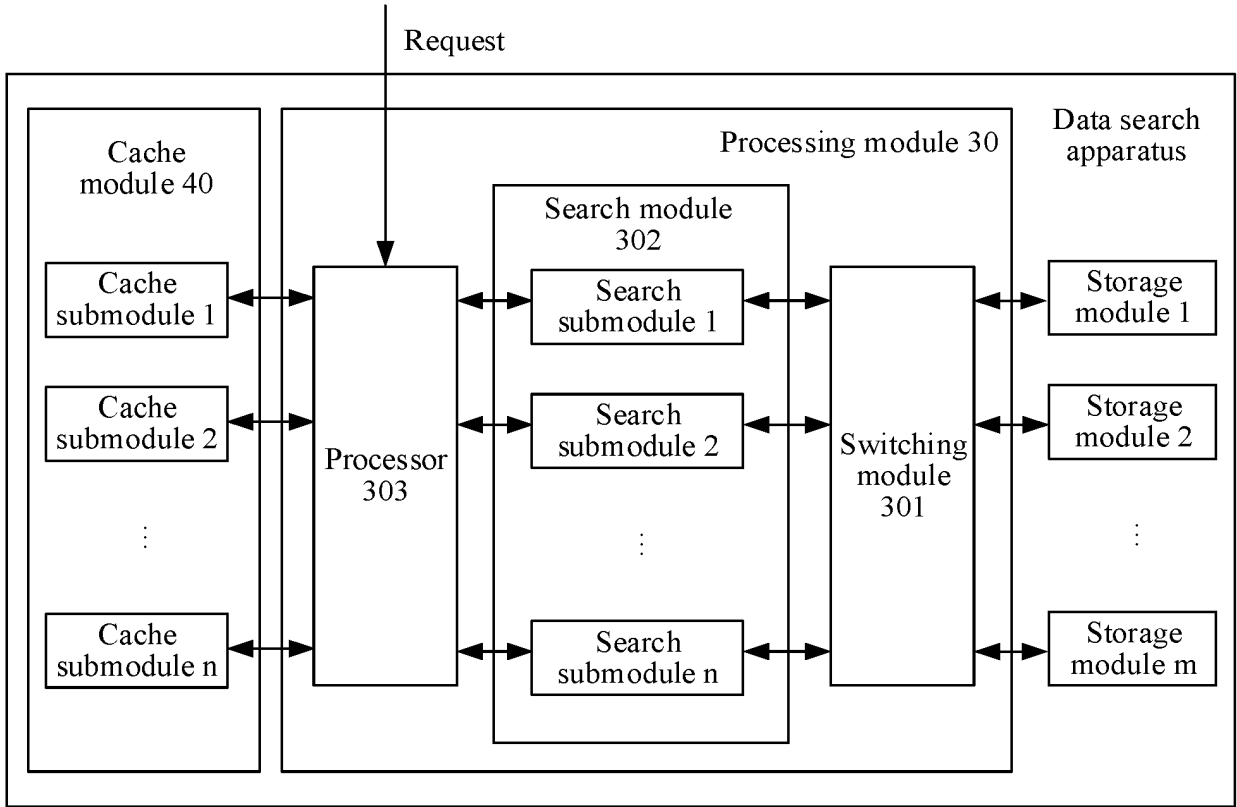 Request
Data search
apparatus
Processing module 30
Cache
module 40
Search module
302
Cache
submodule 1
Search
submodule 1
Storage
module 1
Cache
submodule 2
Search
submodule 2
Storage
module 2
Processor
303
Switching
module
301
⋮
⋮
⋮
Cache
submodule n
Search
submodule n
Storage
module m